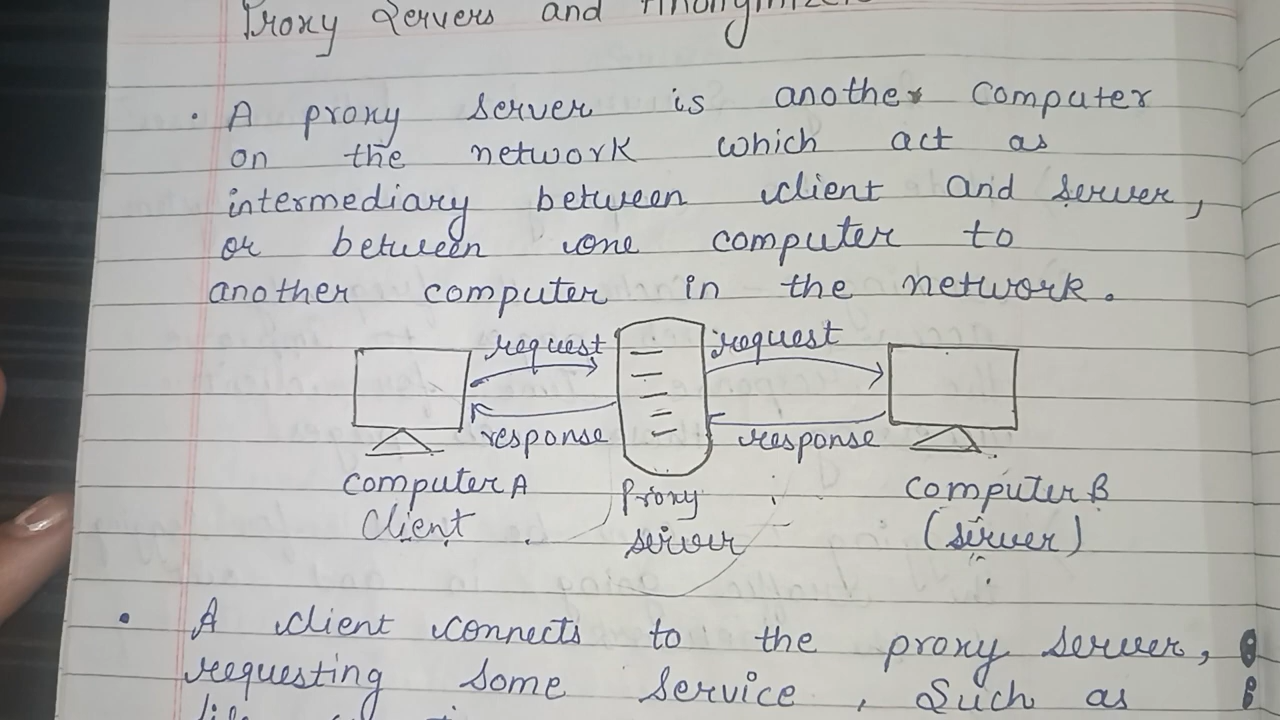 Proxy Servers and
• A proxy server is another computer
on the network which act as
intermediary between client and server,
or between one computer to
another computer in the network.
request request
response response
computer A Proxy computer B
Client server (server)
• A client connects to the proxy server,
requesting some service, Such as